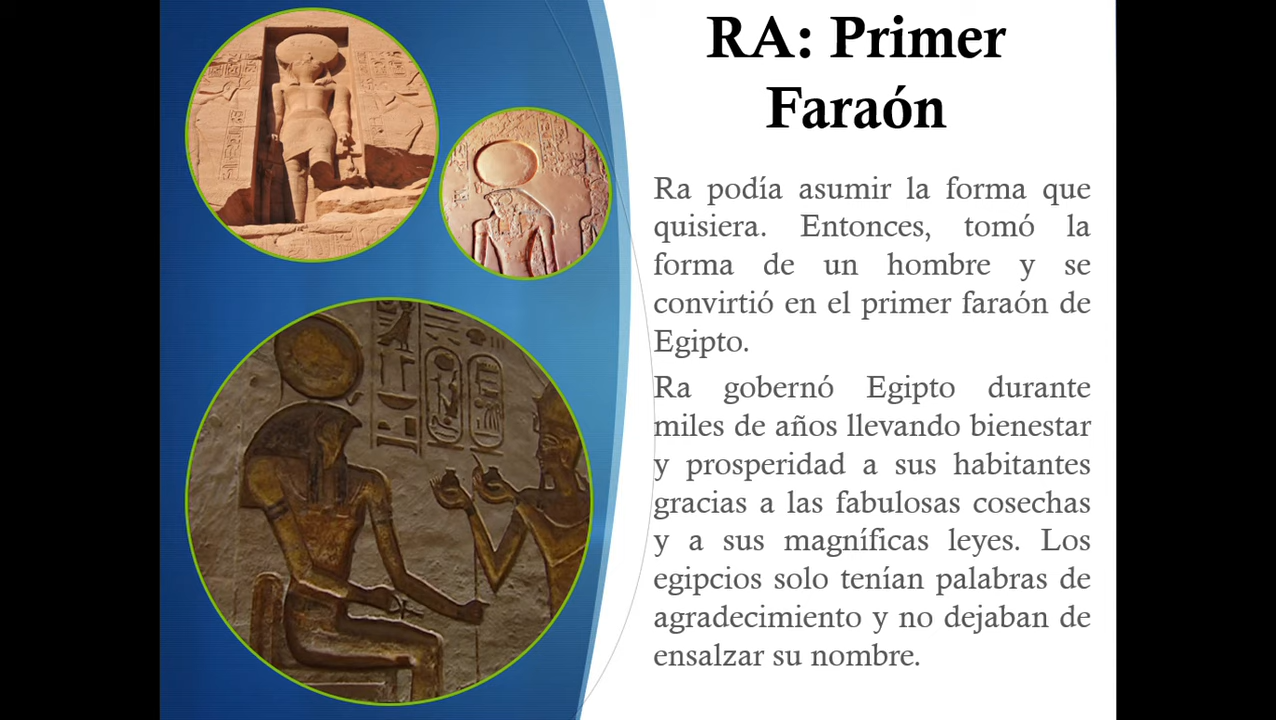 RA: Primer
Faraón
Ra podía asumir la forma que
quisiera. Entonces, tomó la
forma de un hombre y se
convirtió en el primer faraón de
Egipto.
Ra gobernó Egipto durante
miles de años llevando bienestar
y prosperidad a sus habitantes
gracias a las fabulosas cosechas
y a sus magníficas leyes. Los
egipcios solo tenían palabras de
agradecimiento y no dejaban de
ensalzar su nombre.